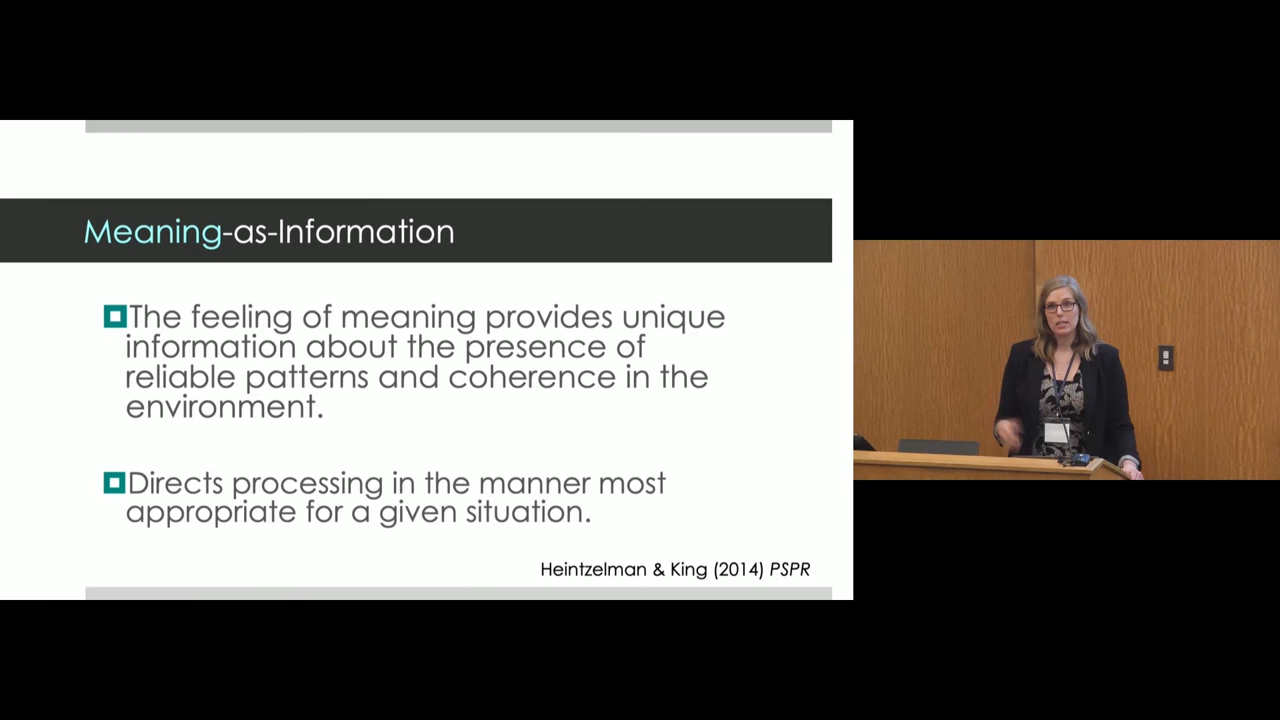 Meaning-as-Information
The feeling of meaning provides unique
information about the presence of
reliable patterns and coherence in the
environment.
Directs processing in the manner most
appropriate for a given situation.
Heintzelman & King (2014) PSPR